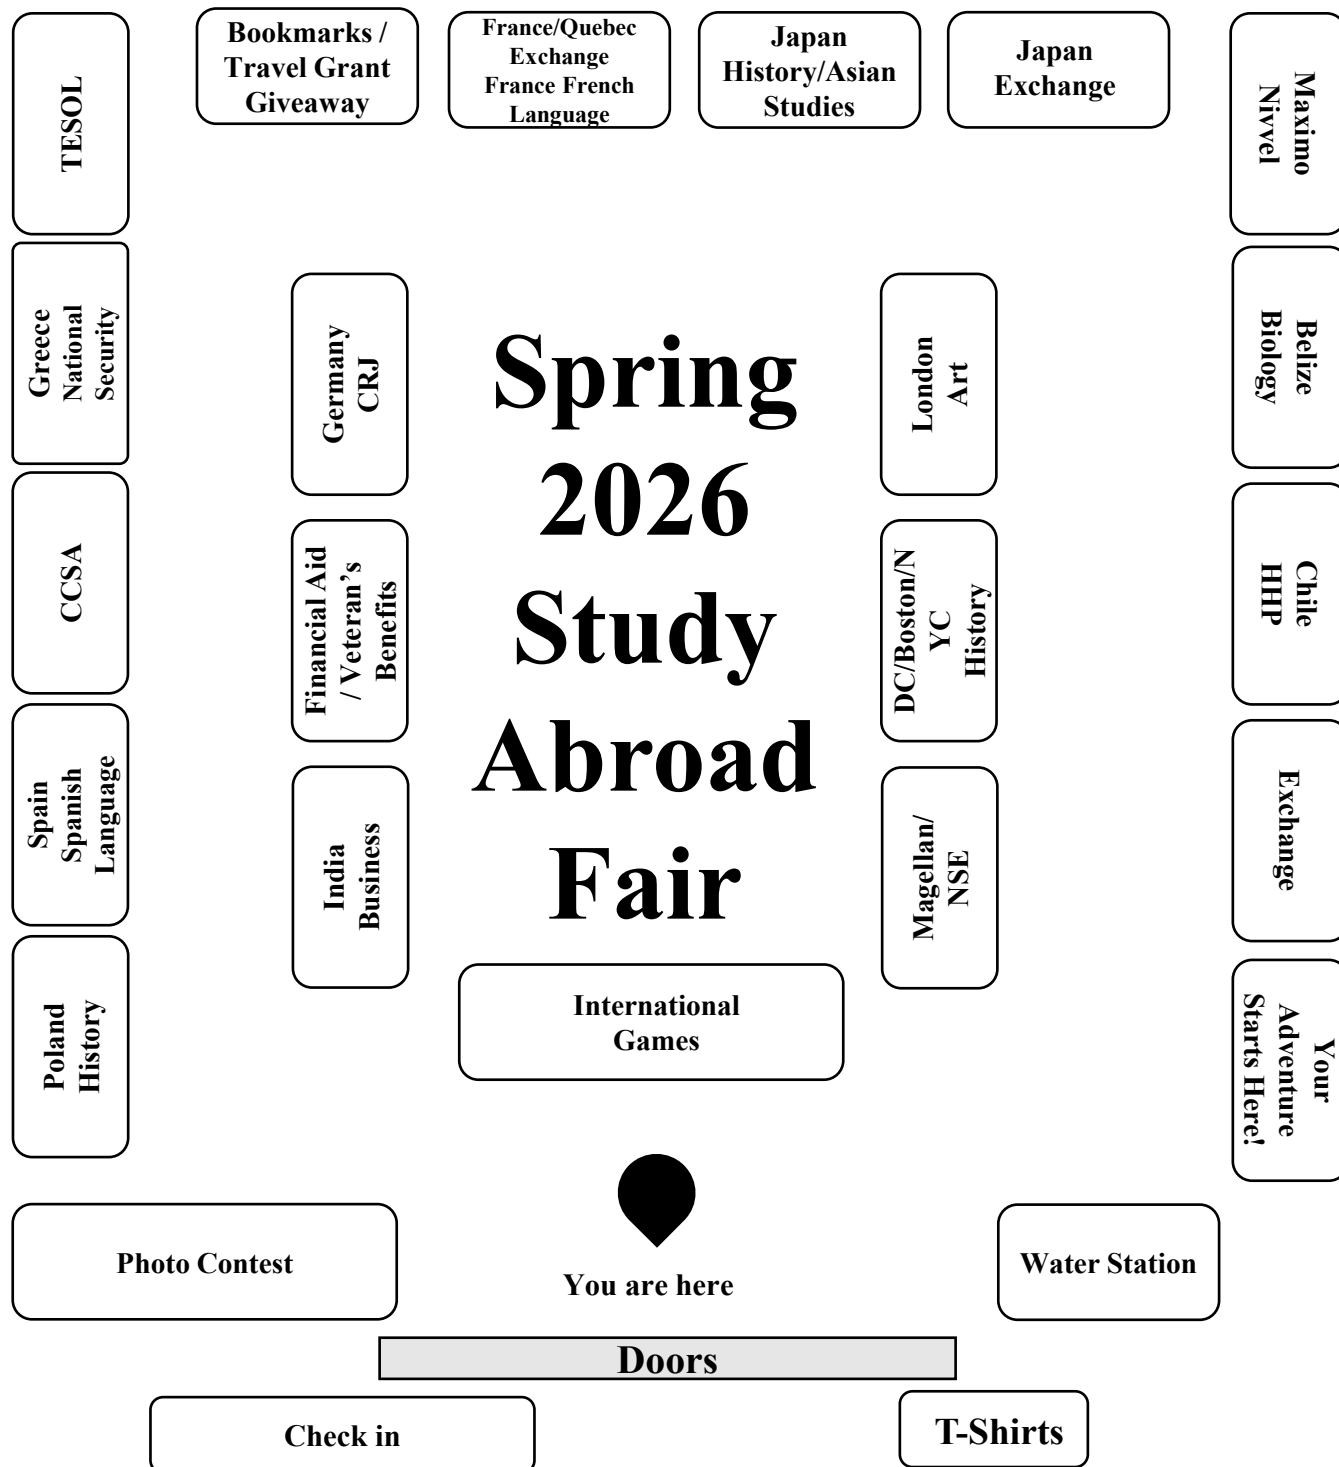 Bookmarks /
Travel Grant
Giveaway
France/Quebec
Exchange
France French
Language
Japan
History/Asian
Studies
Japan
Exchange
TESOL
Greece
National
Security
CCSA
Spain
Spanish
Language
Poland
History
Germany
CRJ
Financial Aid
/ Veteran’s
Benefits
India
Business
Spring
2026
Study
Abroad
Fair
London
Art
DC/Boston/N
YC
History
Magellan/
NSE
Maximo
Nivvel
Belize
Biology
Chile
HHP
Exchange
Your
Adventure
Starts Here!
International
Games
Photo Contest
You are here
Water Station
Doors
Check in
T-Shirts